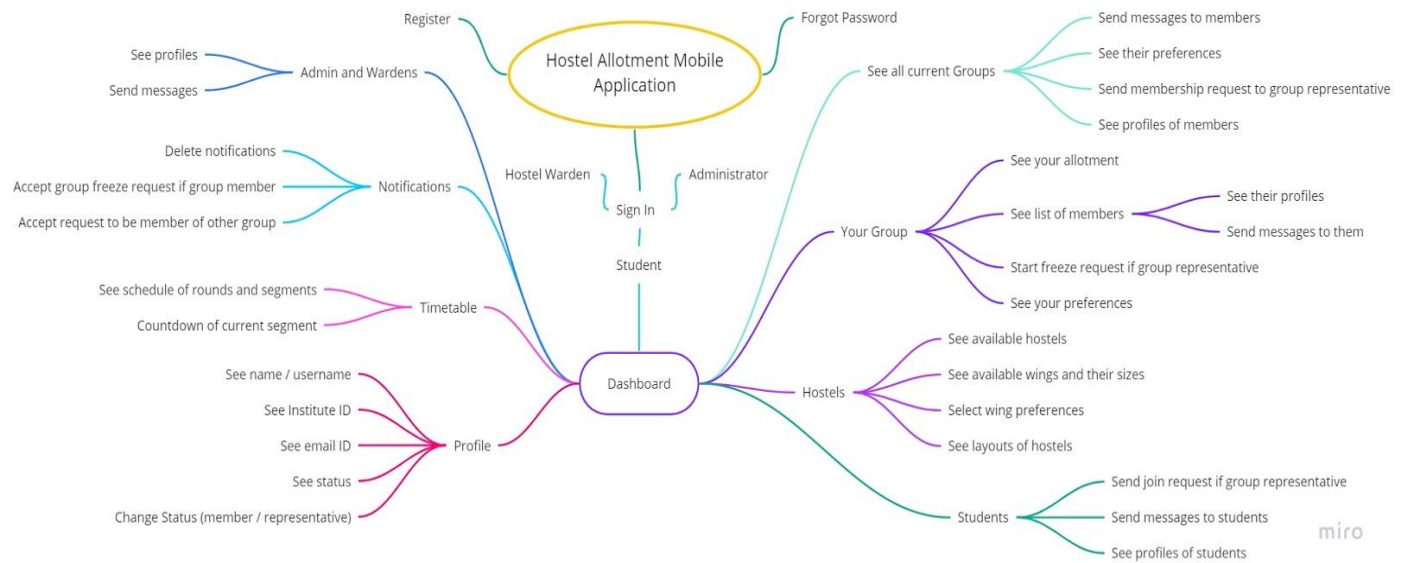 Register
Forgot Password
Hostel Allotment Mobile
Application
See profiles
Admin and Wardens
Send messages
Delete notifications
Accept group freeze request if group member
Notifications
Accept request to be member of other group
See schedule of rounds and segments
Timetable
Countdown of current segment
See name / username
See Institute ID
See email ID
Profile
See status
Change Status (member / representative)
Hostel Warden
Administrator
Sign In
Student
Dashboard
See all current Groups
Send messages to members
See their preferences
Send membership request to group representative
See profiles of members
Your Group
See your allotment
See list of members
See their profiles
Send messages to them
Start freeze request if group representative
See your preferences
Hostels
See available hostels
See available wings and their sizes
Select wing preferences
See layouts of hostels
Students
Send join request if group representative
Send messages to students
See profiles of students
miro